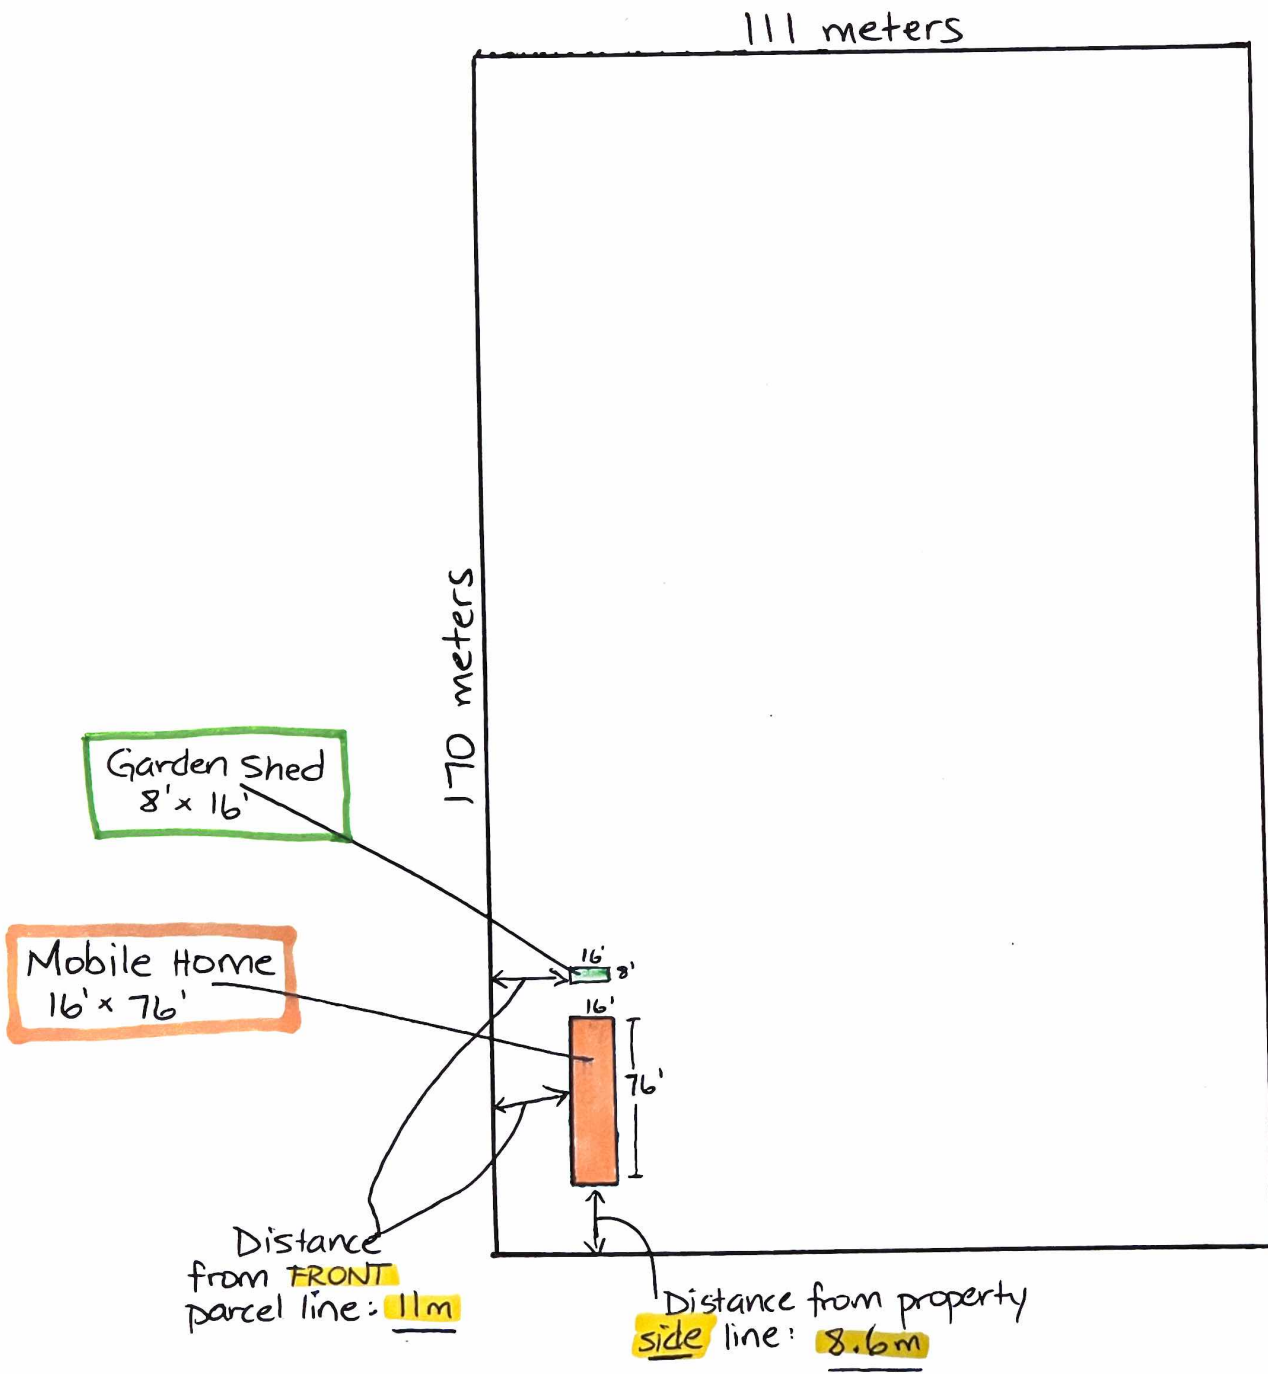 111 meters
170 meters
Garden Shed
8' x 16'
Mobile Home
16' x 76'
16'
8'
16'
76'
Distance
from FRONT
parcel line: 11m
Distance from property
side line: 8.6m